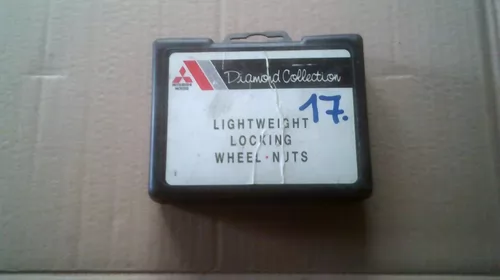 Diamond Collection
MITSUBISHI
MOTORS
17.
LIGHTWEIGHT
LOCKING
WHEEL • NUTS